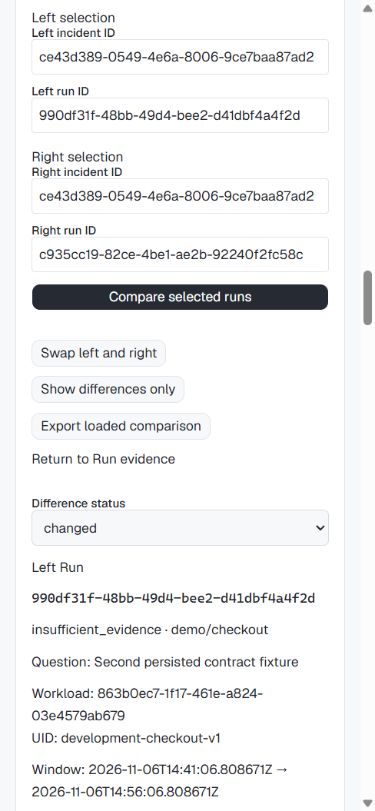 Left selection
Left incident ID
ce43d389-0549-4e6a-8006-9ce7baa87ad2
Left run ID
990df31f-48bb-49d4-bee2-d41dbf4a4f2d
Right selection
Right incident ID
ce43d389-0549-4e6a-8006-9ce7baa87ad2
Right run ID
c935cc19-82ce-4be1-ae2b-92240f2fc58c
Compare selected runs
Swap left and right
Show differences only
Export loaded comparison
Return to Run evidence
Difference status
changed
Left Run
990df31f-48bb-49d4-bee2-d41dbf4a4f2d
insufficient_evidence · demo/checkout
Question: Second persisted contract fixture
Workload: 863b0ec7-1f17-461e-a824-
03e4579ab679
UID: development-checkout-v1
Window: 2026-11-06T14:41:06.808671Z →
2026-11-06T14:56:06.808671Z